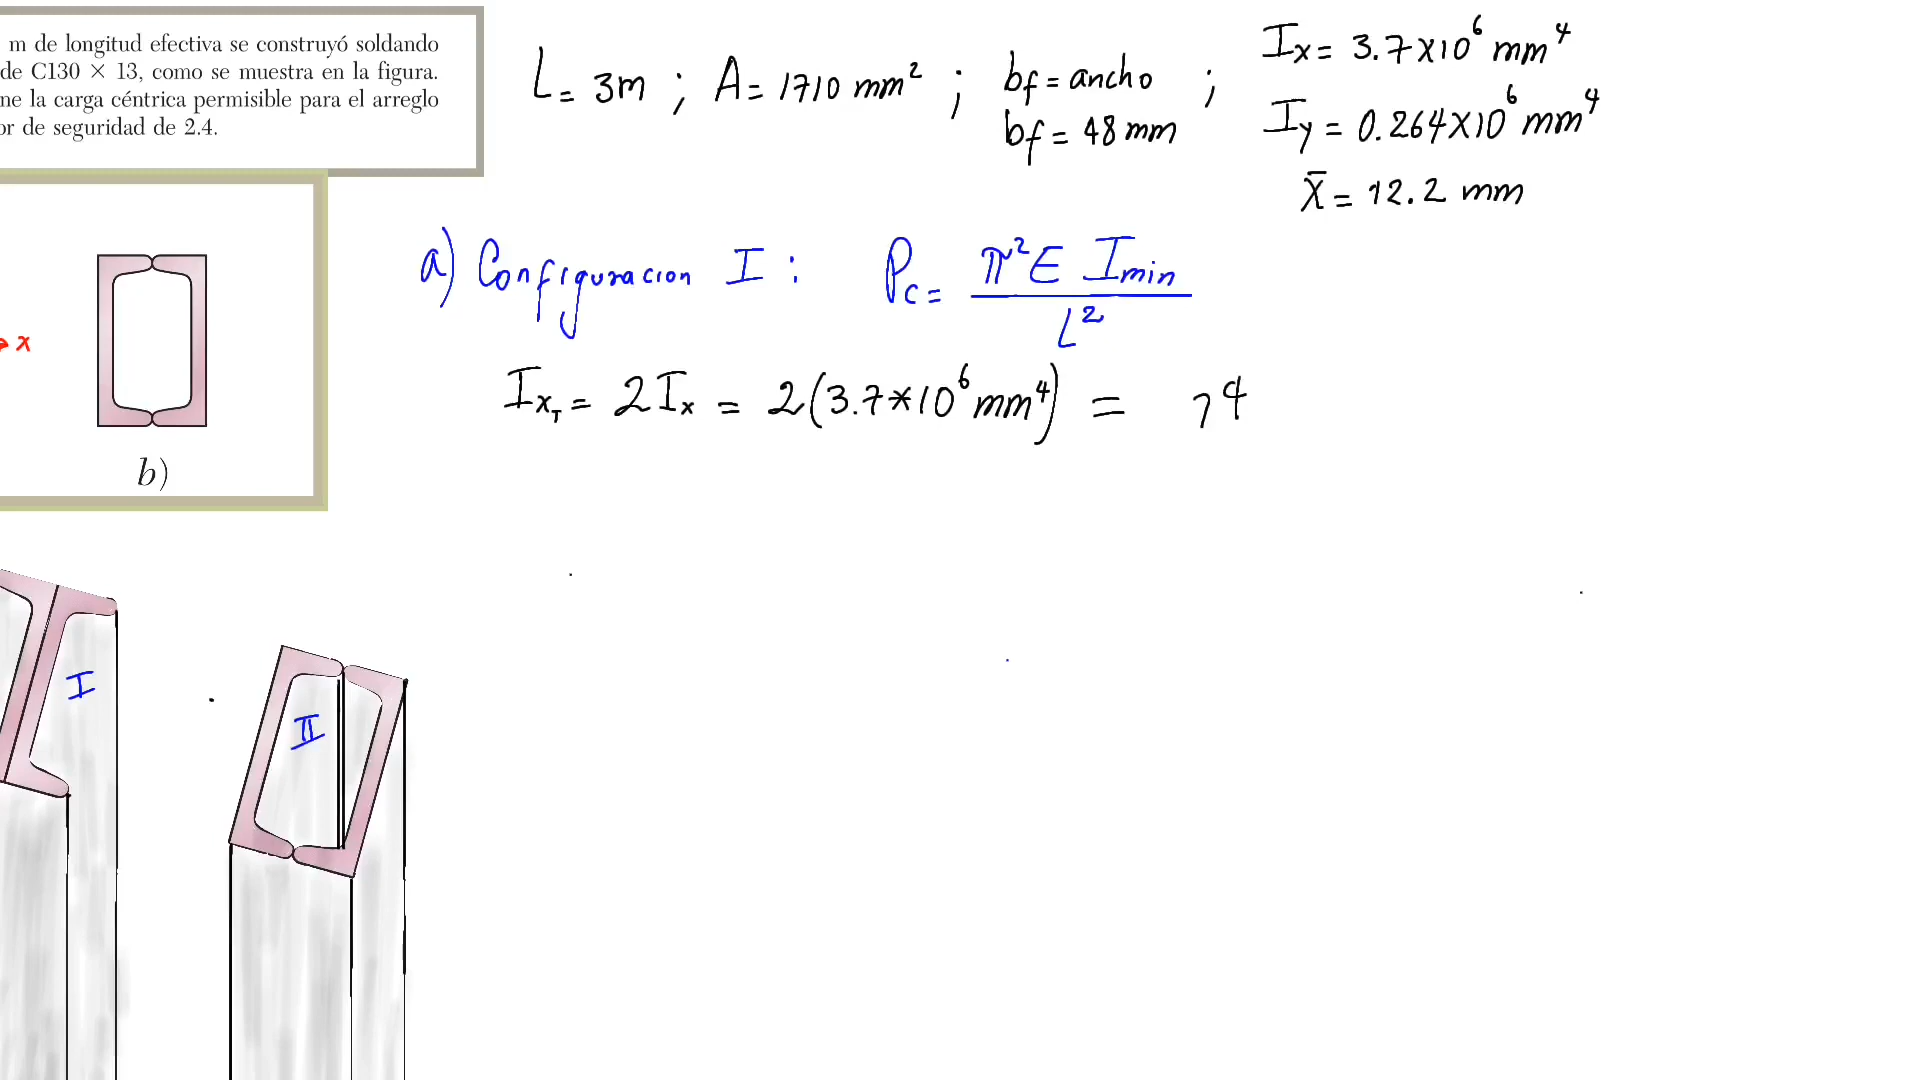 m de longitud efectiva se construyó soldando
de C130 × 13, como se muestra en la figura.
ne la carga céntrica permisible para el arreglo
or de seguridad de 2.4.
L = 3m ; A = 1710 mm² ; bf = ancho ;
bf = 48 mm
Ix = 3.7x10⁶ mm⁴
Iy = 0.264x10⁶ mm⁴
x̄ = 12.2 mm
x
b)
a) Configuracion I : Pc = π²E Imin / L²
I_xT = 2Ix = 2(3.7*10⁶ mm⁴) = 74
I
II